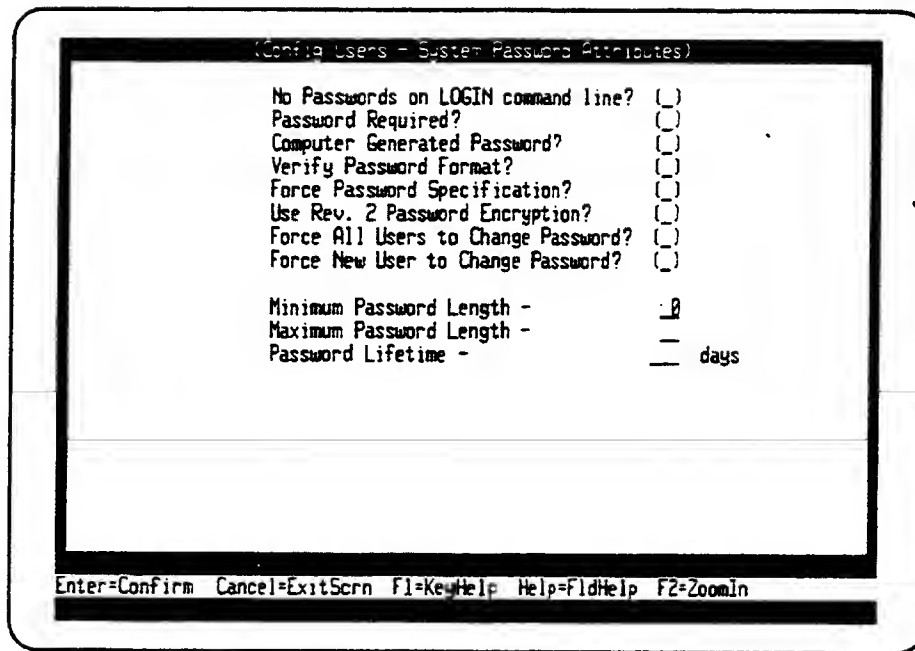 (Config Users - System Password Attributes)
No Passwords on LOGIN command line? (_)
Password Required? (_)
Computer Generated Password? (_)
Verify Password Format? (_)
Force Password Specification? (_)
Use Rev. 2 Password Encryption? (_)
Force All Users to Change Password? (_)
Force New User to Change Password? (_)
Minimum Password Length - _0
Maximum Password Length - _
Password Lifetime - ___ days
Enter=Confirm Cancel=ExitScrn F1=KeyHelp Help=FldHelp F2=ZoomIn